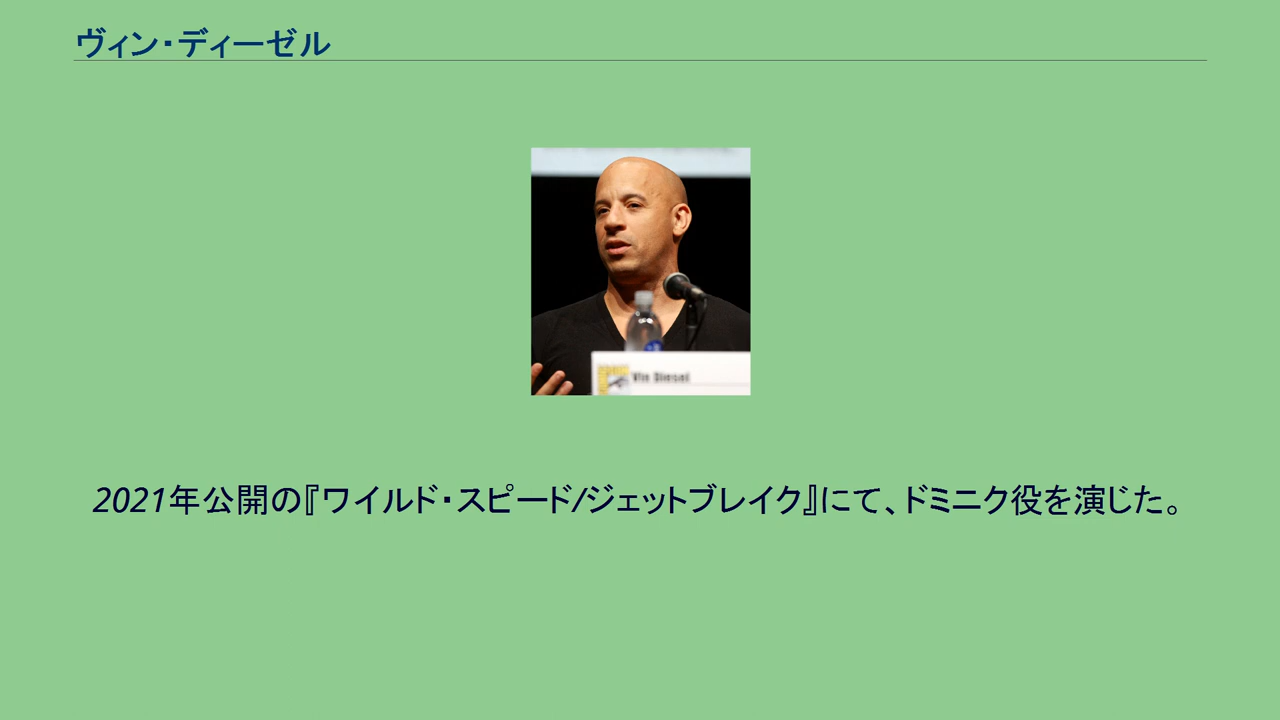 ヴィン・ディーゼル
Vin Diesel
2021年公開の『ワイルド・スピード/ジェットブレイク』にて、ドミニク役を演じた。